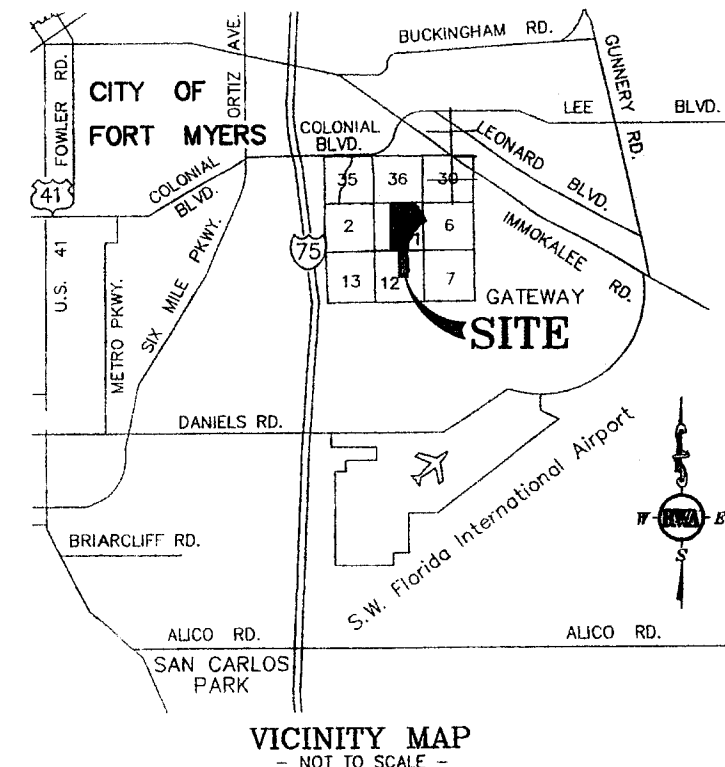 BUCKINGHAM RD.
GUNNERY RD.
ORTIZ AVE.
FOWLER RD.
CITY OF
FORT MYERS
LEE BLVD.
COLONIAL
BLVD.
LEONARD BLVD.
COLONIAL
BLVD.
41
35 36 30
2 1 6
13 12 7
75
IMMOKALEE RD.
GATEWAY
SITE
U.S. 41
METRO PKWY.
SIX MILE PKWY.
DANIELS RD.
S.W. Florida International Airport
W RWA E
S
BRIARCLIFF RD.
ALICO RD.
ALICO RD.
SAN CARLOS
PARK
VICINITY MAP
- NOT TO SCALE -